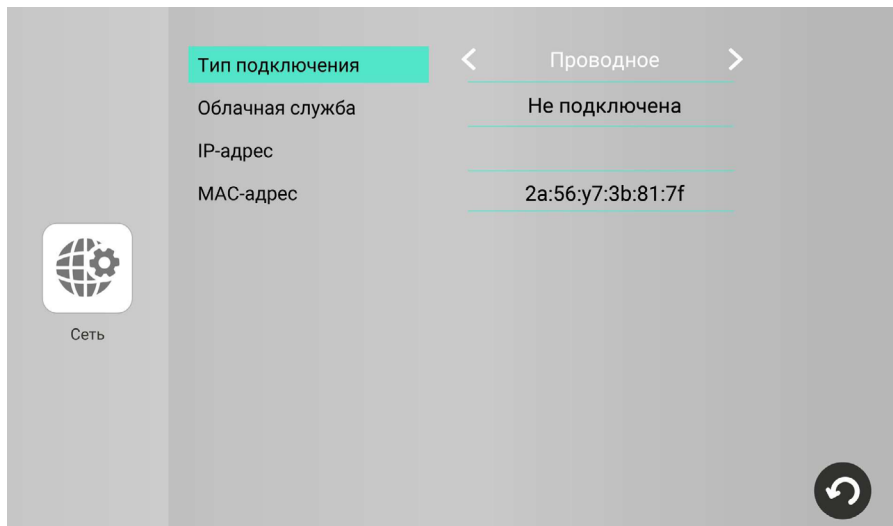 Тип подключения
Проводное
Облачная служба
Не подключена
IP-адрес
MAC-адрес
2a:56:y7:3b:81:7f
Сеть